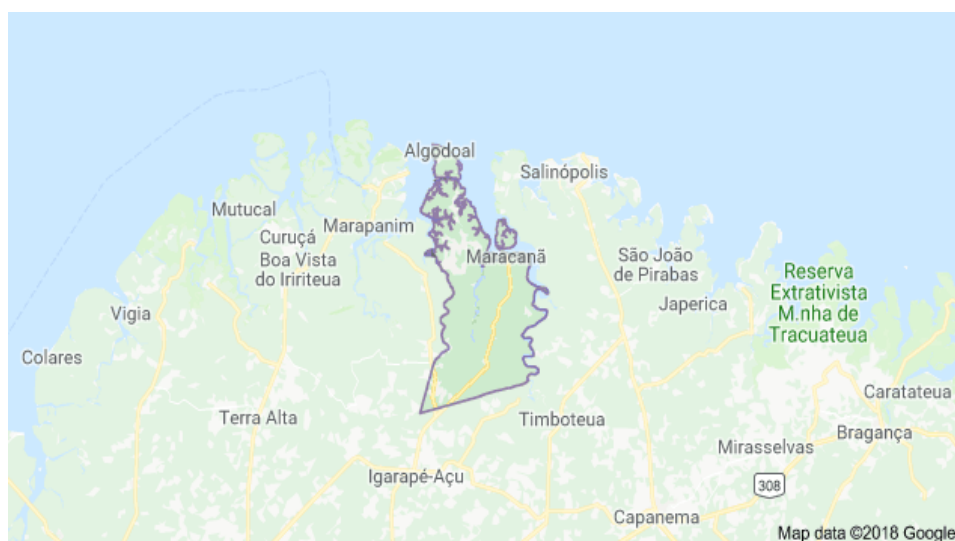 Algodoal
Salinópolis
Mutucal
Marapanim
Curuçá
Boa Vista
do Iririteua
Maracanã
São João
de Pirabas
Reserva
Extrativista
M.nha de
Tracuateua
Japerica
Vigia
Colares
Caratateua
Terra Alta
Timboteua
Bragança
Mirasselvas
Igarapé-Açu
308
Capanema
Map data ©2018 Google